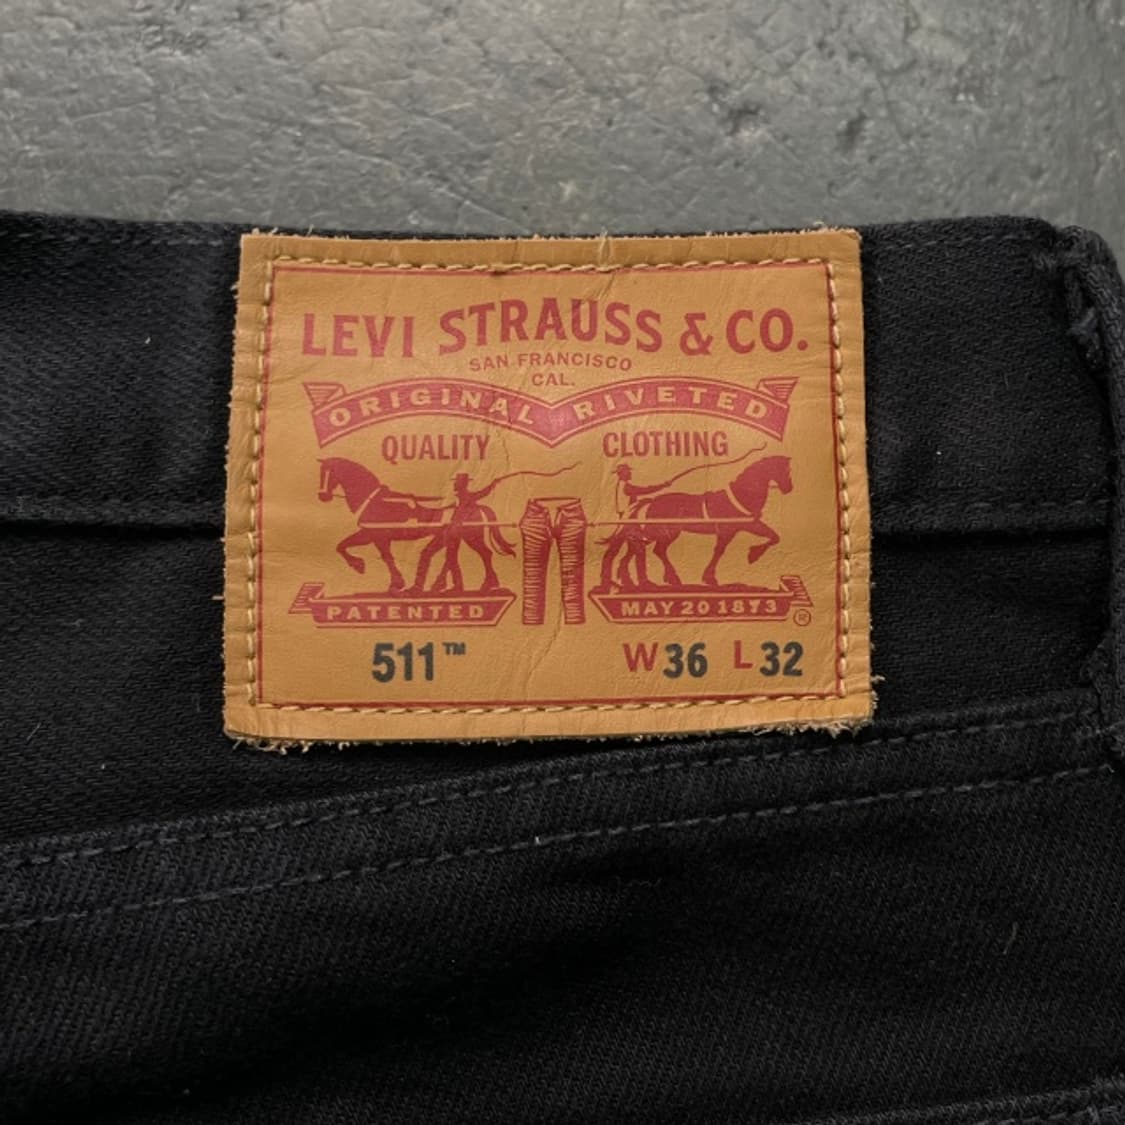 LEVI STRAUSS & CO.
SAN FRANCISCO
CAL.
ORIGINAL RIVETED
QUALITY CLOTHING
PATENTED MAY 20 1873 ®
511™ W36 L32